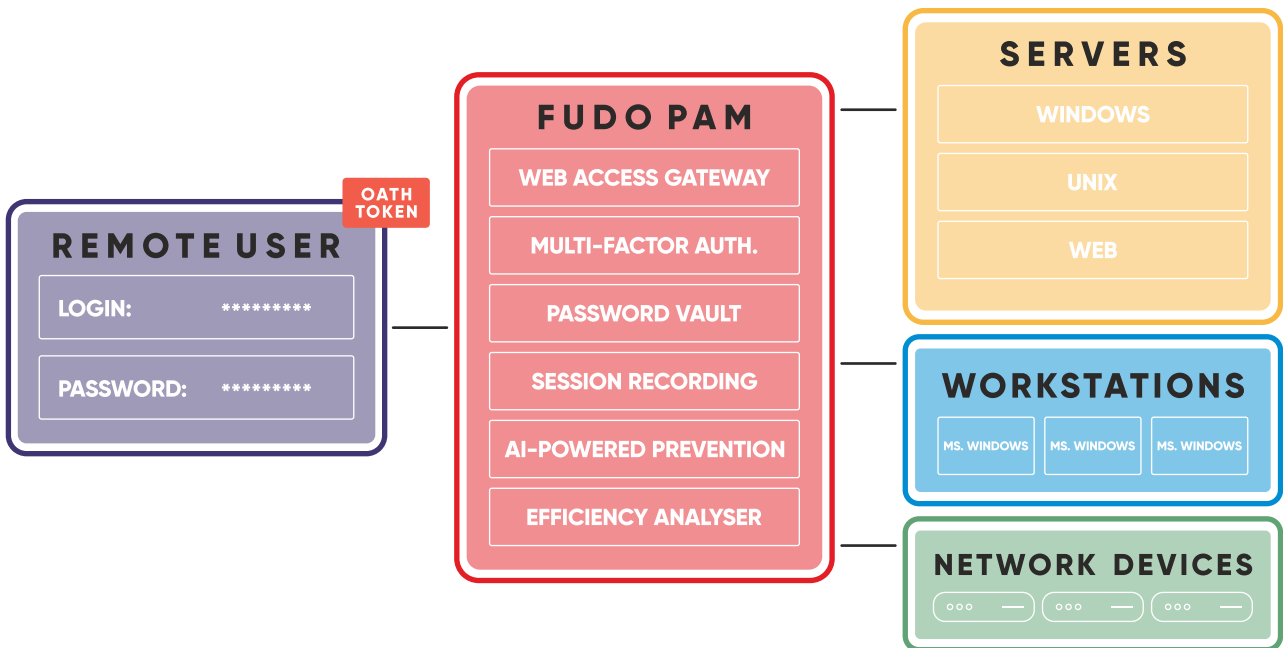 OATH
TOKEN
REMOTE USER
LOGIN: *********
PASSWORD: *********
FUDO PAM
WEB ACCESS GATEWAY
MULTI-FACTOR AUTH.
PASSWORD VAULT
SESSION RECORDING
AI-POWERED PREVENTION
EFFICIENCY ANALYSER
SERVERS
WINDOWS
UNIX
WEB
WORKSTATIONS
MS. WINDOWS MS. WINDOWS MS. WINDOWS
NETWORK DEVICES